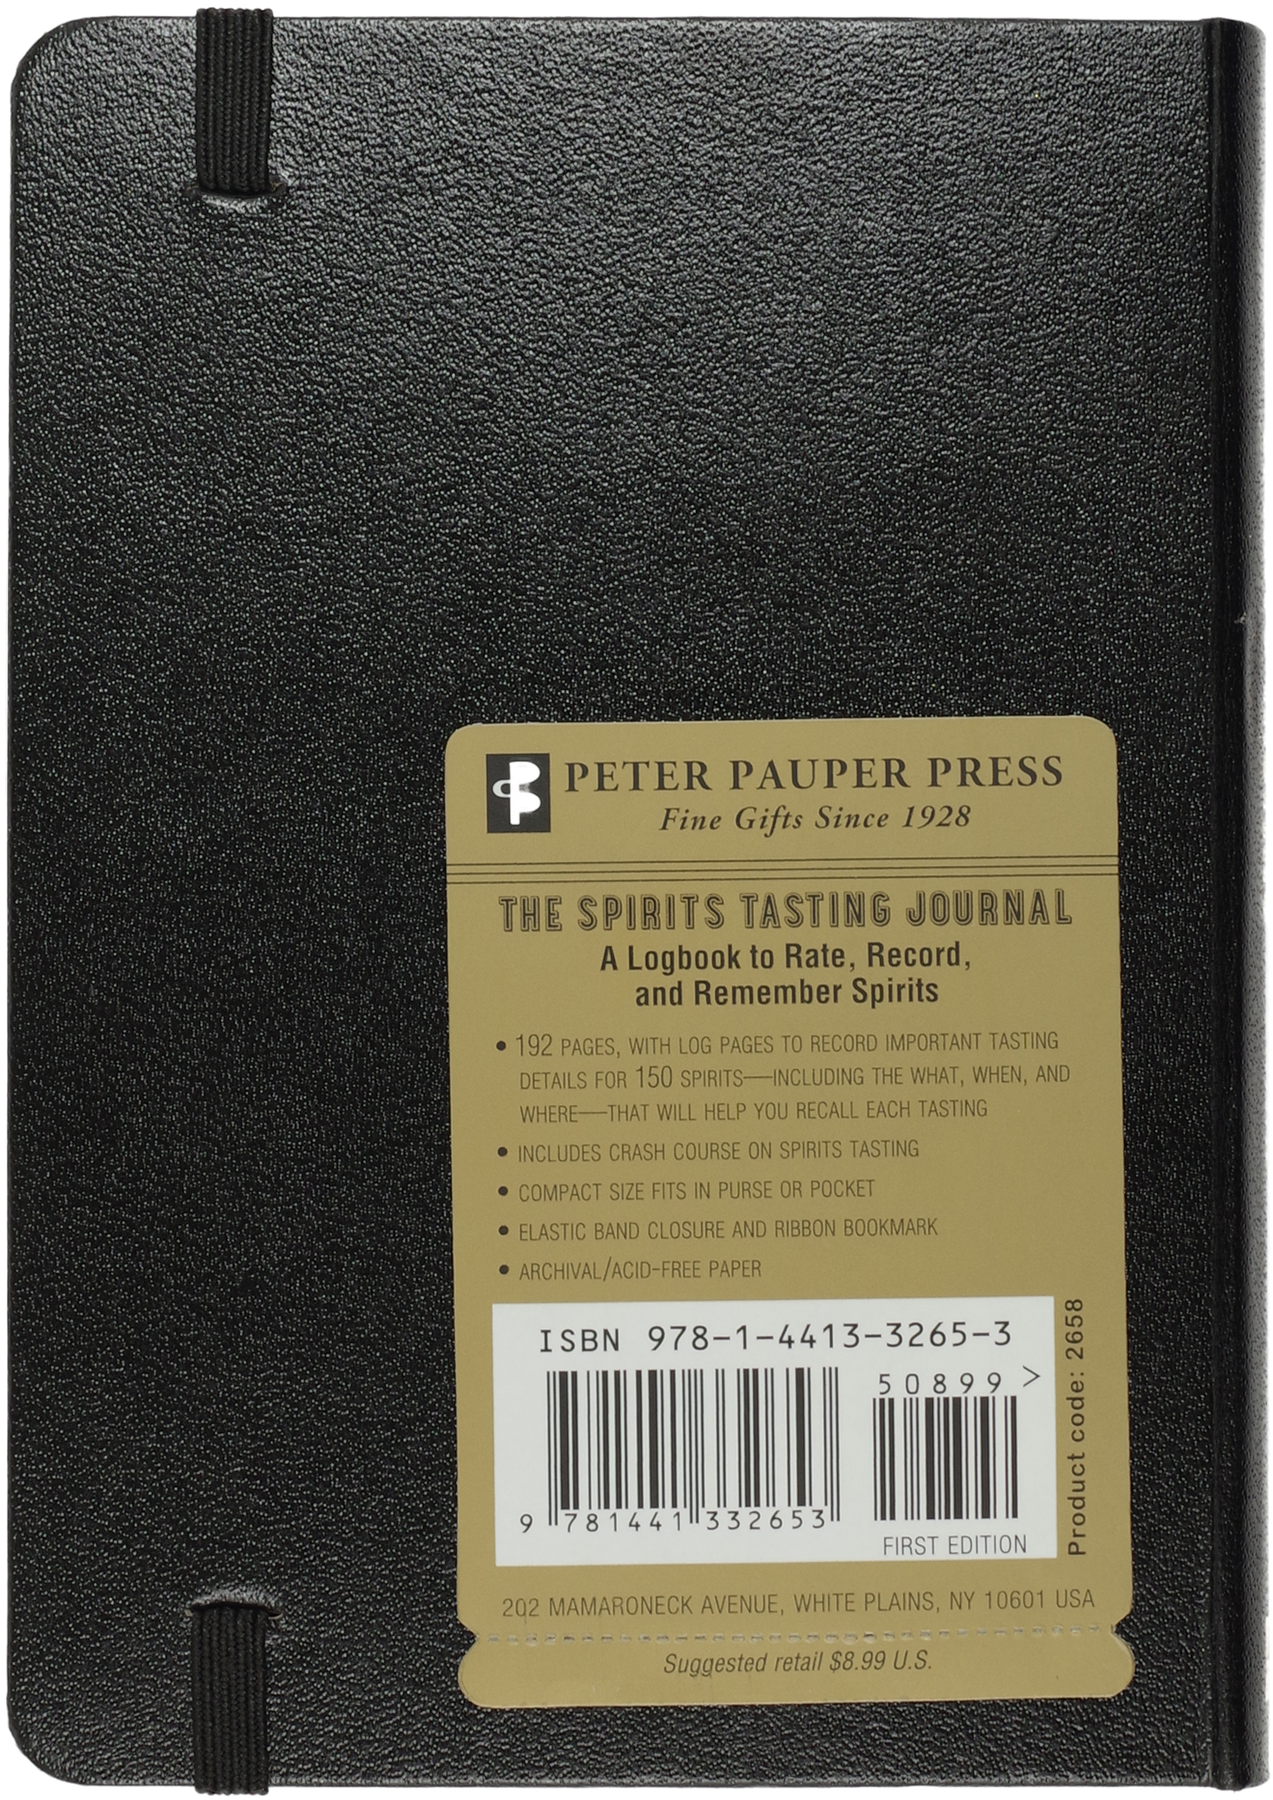 PETER PAUPER PRESS
Fine Gifts Since 1928
THE SPIRITS TASTING JOURNAL
A Logbook to Rate, Record,
and Remember Spirits
• 192 PAGES, WITH LOG PAGES TO RECORD IMPORTANT TASTING
DETAILS FOR 150 SPIRITS—INCLUDING THE WHAT, WHEN, AND
WHERE—THAT WILL HELP YOU RECALL EACH TASTING
• INCLUDES CRASH COURSE ON SPIRITS TASTING
• COMPACT SIZE FITS IN PURSE OR POCKET
• ELASTIC BAND CLOSURE AND RIBBON BOOKMARK
• ARCHIVAL/ACID-FREE PAPER
ISBN 978-1-4413-3265-3
50899 >
9 781441 332653
FIRST EDITION
Product code: 2658
202 MAMARONECK AVENUE, WHITE PLAINS, NY 10601 USA
Suggested retail $8.99 U.S.